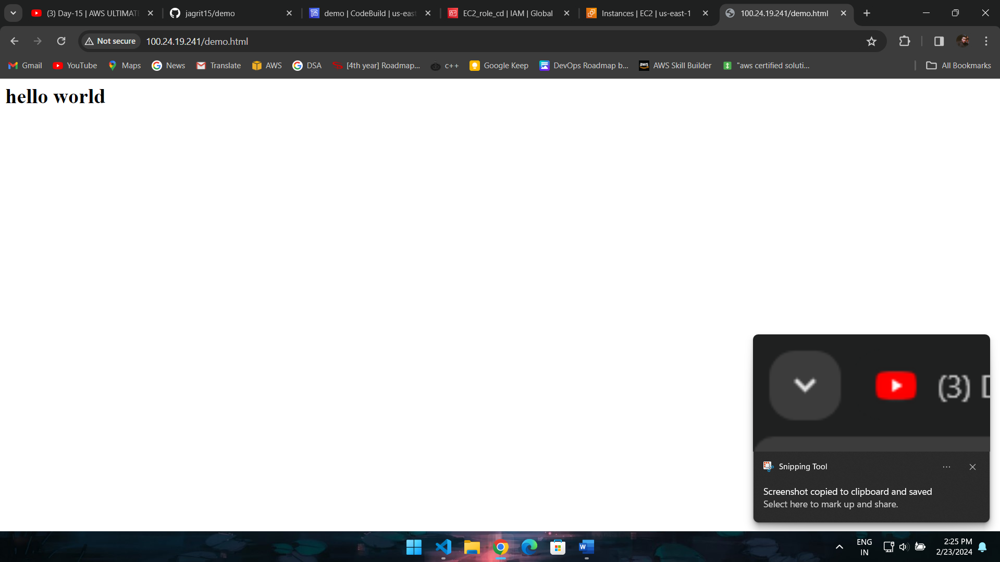 (3) Day-15 | AWS ULTIMAT
jagrit15/demo
demo | CodeBuild | us-east
EC2_role_cd | IAM | Global
Instances | EC2 | us-east-1
100.24.19.241/demo.html
Not secure
100.24.19.241/demo.html
Gmail
YouTube
Maps
News
Translate
AWS
DSA
[4th year] Roadmap...
c++
Google Keep
DevOps Roadmap b...
aws
AWS Skill Builder
"aws certified soluti...
All Bookmarks
hello world
(3) D
Snipping Tool
Screenshot copied to clipboard and saved
Select here to mark up and share.
W
ENG
IN
2:25 PM
2/23/2024